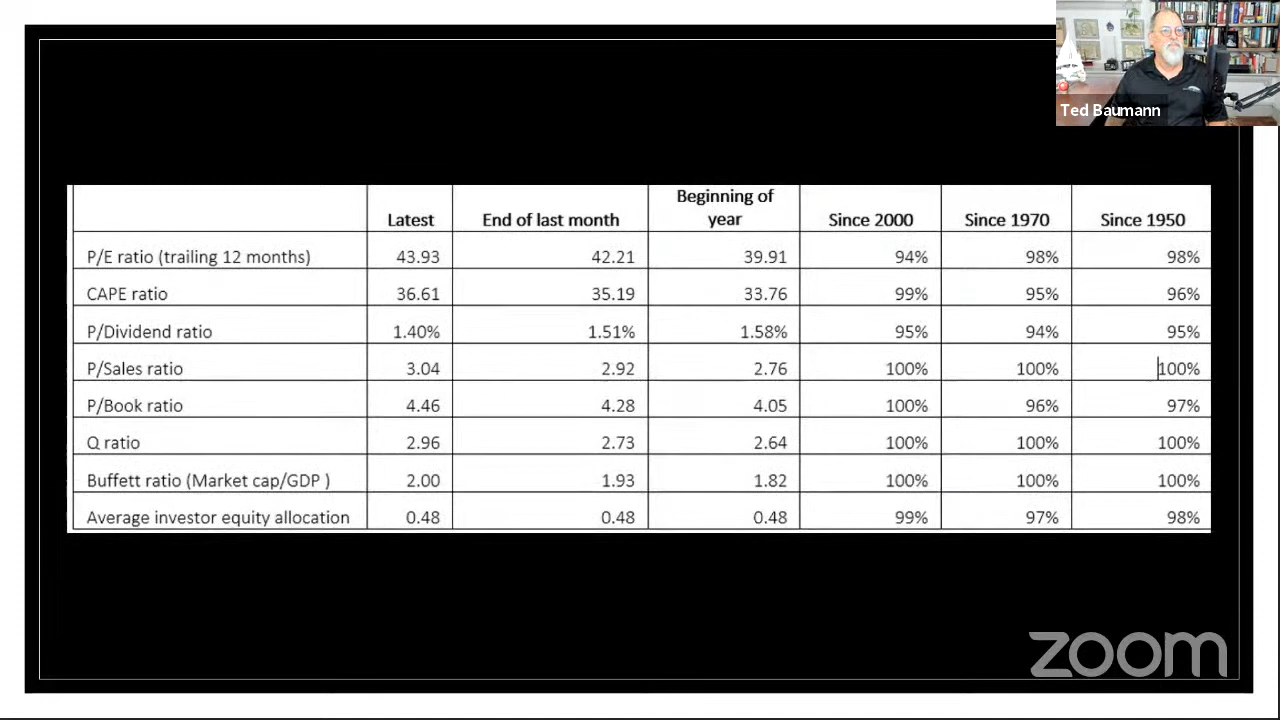 Ted Baumann
Beginning of
Latest End of last month year Since 2000 Since 1970 Since 1950
P/E ratio (trailing 12 months) 43.93 42.21 39.91 94% 98% 98%
CAPE ratio 36.61 35.19 33.76 99% 95% 96%
P/Dividend ratio 1.40% 1.51% 1.58% 95% 94% 95%
P/Sales ratio 3.04 2.92 2.76 100% 100% 100%
P/Book ratio 4.46 4.28 4.05 100% 96% 97%
Q ratio 2.96 2.73 2.64 100% 100% 100%
Buffett ratio (Market cap/GDP ) 2.00 1.93 1.82 100% 100% 100%
Average investor equity allocation 0.48 0.48 0.48 99% 97% 98%
zoom